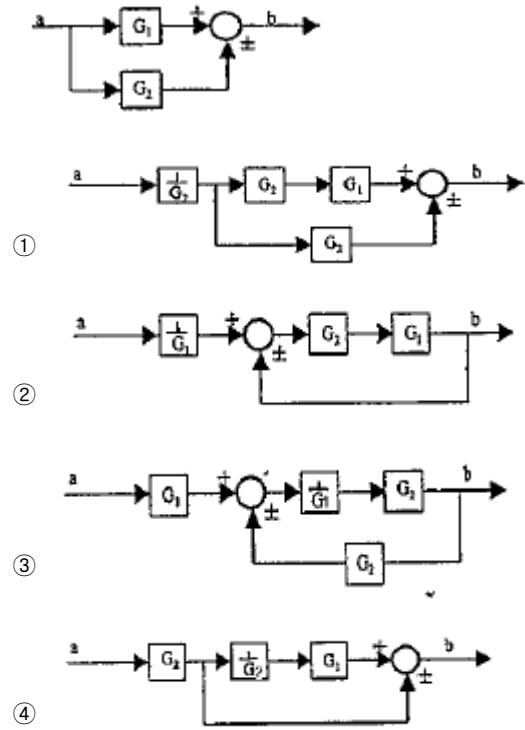 a G₁ + b
±
G₂
① a 1/G₂ G₂ G₁ + b
±
G₂
② a 1/G₁ + G₂ G₁ b
±
③ a G₁ + 1/G1 G₂ b
±
G₂
④ a G₂ 1/G2 G₁ + b
±